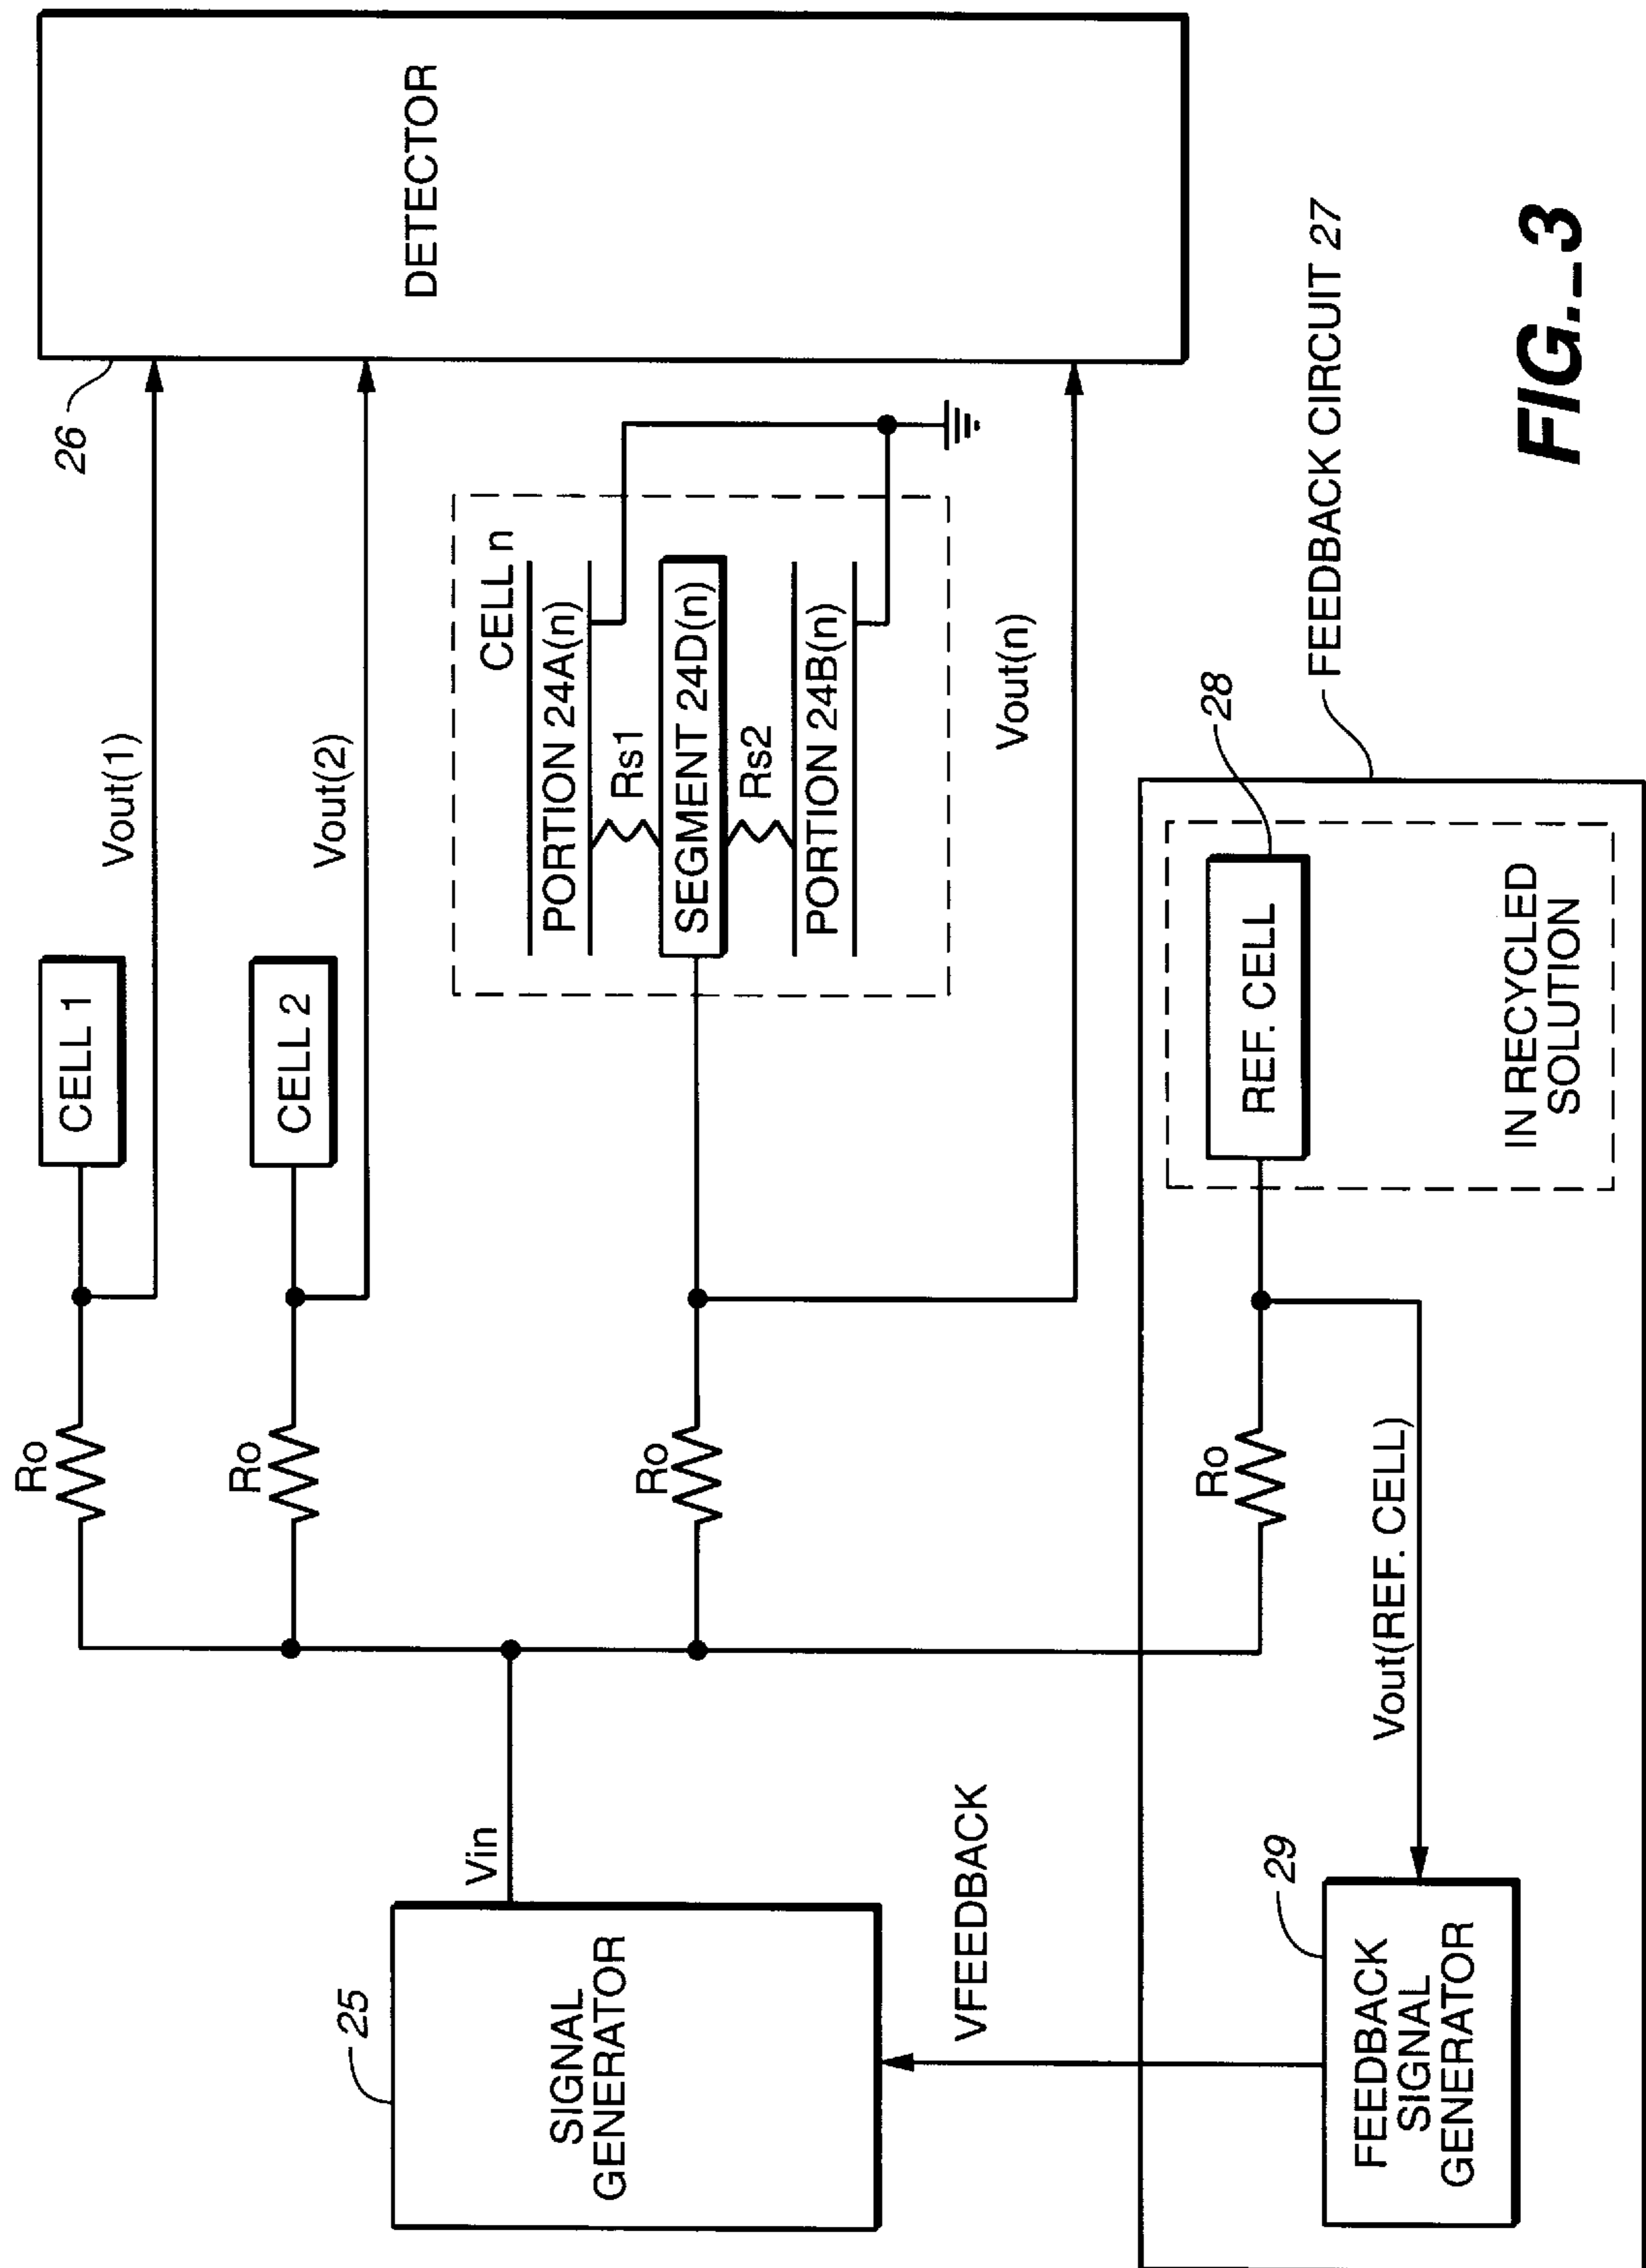 Ro
CELL 1
Vout(1)
26
DETECTOR
Ro
CELL 2
Vout(2)
25
SIGNAL
GENERATOR
Vin
Ro
CELL n
PORTION 24A(n)
Rs1
SEGMENT 24D(n)
Rs2
PORTION 24B(n)
Vout(n)
VFEEDBACK
Ro
REF. CELL
28
IN RECYCLED
SOLUTION
FEEDBACK CIRCUIT 27
Vout(REF. CELL)
29
FEEDBACK
SIGNAL
GENERATOR
FIG._3